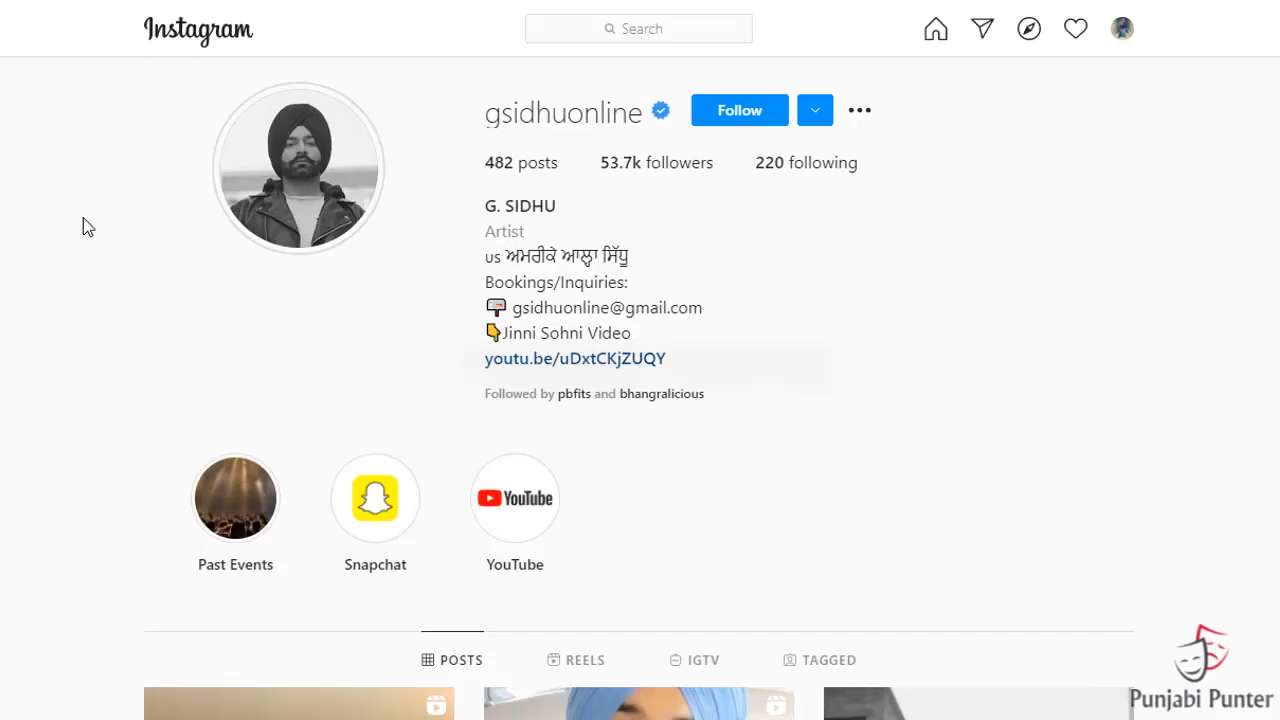 Instagram
Search
gsidhuonline
Follow
482 posts 53.7k followers 220 following
G. SIDHU
Artist
us ਅਮਰੀਕੇ ਆਲ੍ਹਾ ਸਿੱਧੂ
Bookings/Inquiries:
gsidhuonline@gmail.com
Jinni Sohni Video
youtu.be/uDxtCKjZUQY
Followed by pbfits and bhangralicious
YouTube
Past Events Snapchat YouTube
POSTS REELS IGTV TAGGED
Punjabi Punter